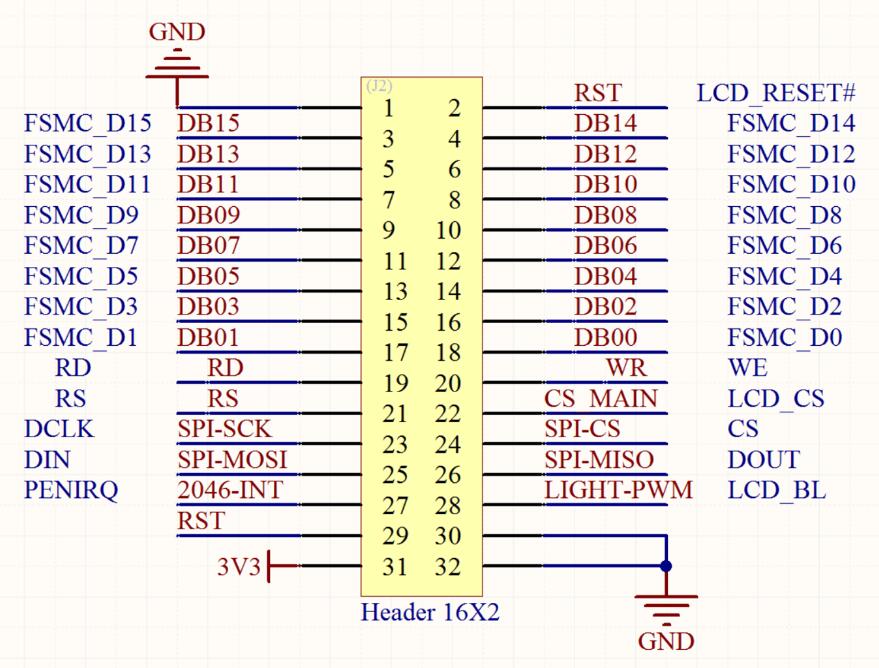 GND
(J2)
1 2 RST LCD_RESET#
FSMC_D15 DB15 3 4 DB14 FSMC_D14
FSMC_D13 DB13 5 6 DB12 FSMC_D12
FSMC_D11 DB11 7 8 DB10 FSMC_D10
FSMC_D9 DB09 9 10 DB08 FSMC_D8
FSMC_D7 DB07 11 12 DB06 FSMC_D6
FSMC_D5 DB05 13 14 DB04 FSMC_D4
FSMC_D3 DB03 15 16 DB02 FSMC_D2
FSMC_D1 DB01 17 18 DB00 FSMC_D0
RD RD 19 20 WR WE
RS RS 21 22 CS_MAIN LCD_CS
DCLK SPI-SCK 23 24 SPI-CS CS
DIN SPI-MOSI 25 26 SPI-MISO DOUT
PENIRQ 2046-INT 27 28 LIGHT-PWM LCD_BL
RST 29 30
3V3 31 32
Header 16X2
GND